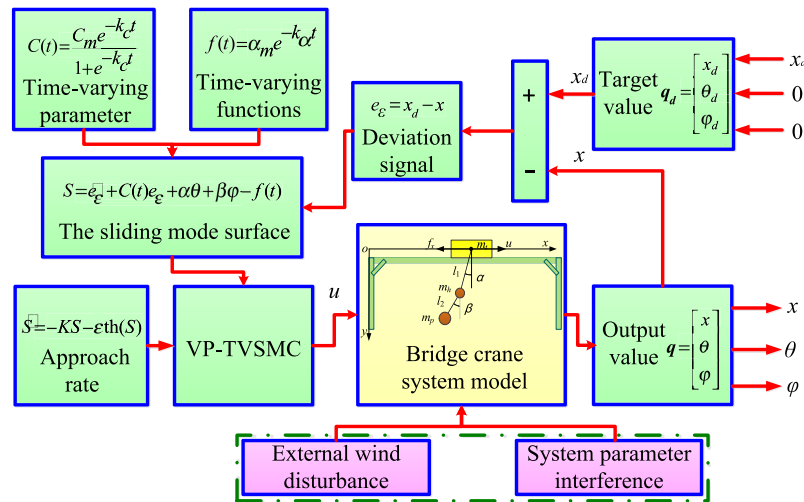 C(t)=C_m e^{-k_c t} / 1+e^{-k_c t}
Time-varying
parameter
f(t)=α_m e^{-k_α t}
Time-varying
functions
e_ε=x_d−x
Deviation
signal
+
-
x_d
x
Target
value
q_d=[x_d θ_d φ_d]
0
0
S=ė_ε+C(t)e_ε+αθ+βφ−f(t)
The sliding mode surface
Ṡ=−KS−εth(S)
Approach
rate
VP-TVSMC
u
o
f_x
m_t
u
x
l_1
α
m_h
l_2
β
m_p
y
Bridge crane
system model
Output
value
q=[x θ φ]
x
θ
φ
External wind
disturbance
System parameter
interference